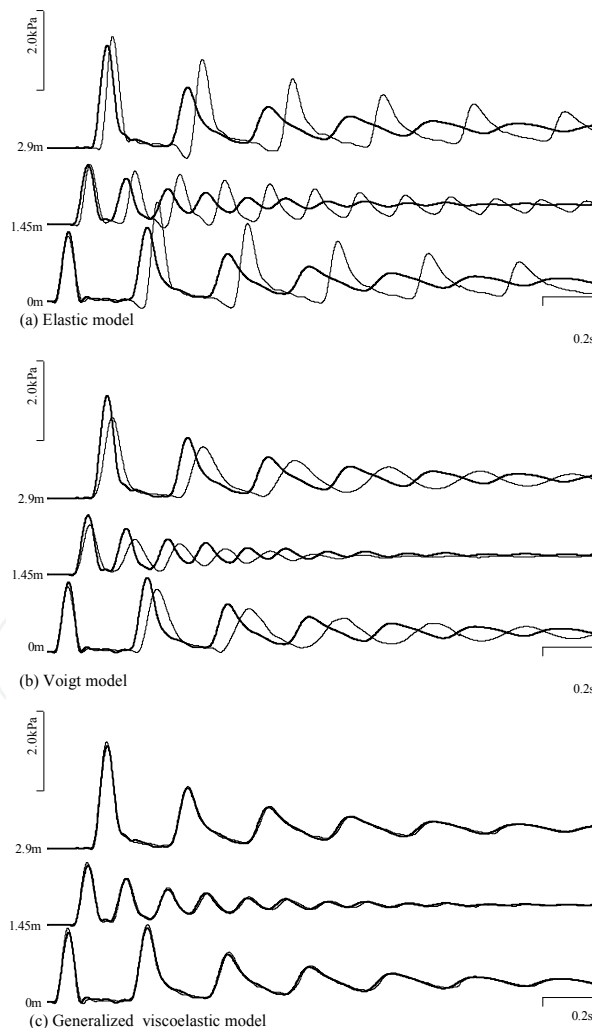 2.0kPa
2.9m
1.45m
0m
(a) Elastic model
0.2s
2.0kPa
2.9m
1.45m
0m
(b) Voigt model
0.2s
2.0kPa
2.9m
1.45m
0m
0.2s
(c) Generalized viscoelastic model